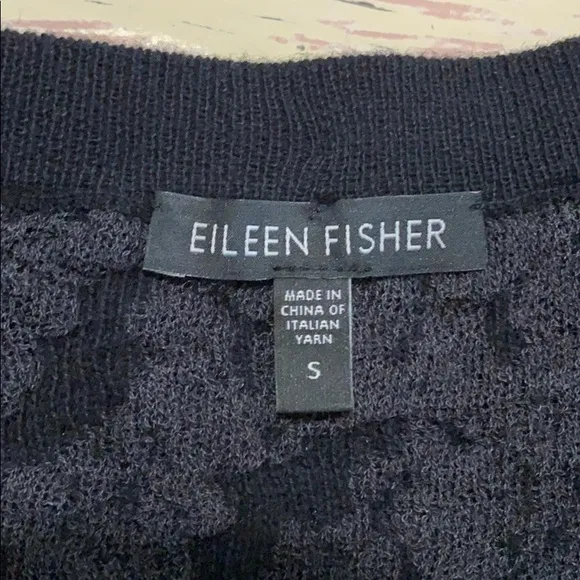 EILEEN FISHER
MADE IN
CHINA OF
ITALIAN
YARN
S